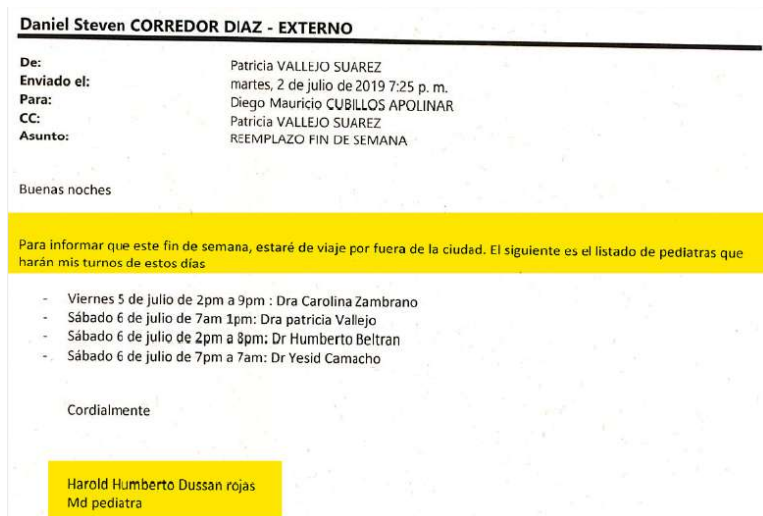 Daniel Steven CORREDOR DIAZ - EXTERNO
De: Patricia VALLEJO SUAREZ
Enviado el: martes, 2 de julio de 2019 7:25 p. m.
Para: Diego Mauricio CUBILLOS APOLINAR
CC: Patricia VALLEJO SUAREZ
Asunto: REEMPLAZO FIN DE SEMANA
Buenas noches
Para informar que este fin de semana, estaré de viaje por fuera de la ciudad. El siguiente es el listado de pediatras que
harán mis turnos de estos días
- Viernes 5 de julio de 2pm a 9pm : Dra Carolina Zambrano
- Sábado 6 de julio de 7am 1pm: Dra patricia Vallejo
- Sábado 6 de julio de 2pm a 8pm: Dr Humberto Beltran
- Sábado 6 de julio de 7pm a 7am: Dr Yesid Camacho
Cordialmente
Harold Humberto Dussan rojas
Md pediatra